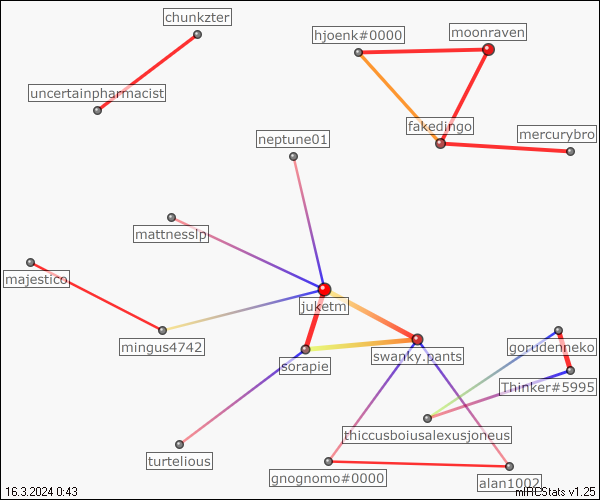 chunkzter
hjoenk#0000
moonraven
uncertainpharmacist
fakedingo
mercurybro
neptune01
mattnesslp
majestico
juketm
mingus4742
swanky.pants
gorudenneko
sorapie
Thinker#5995
thiccusboiusalexusjoneus
turtelious
gnognomo#0000
alan1002
16.3.2024 0:43
mIRCStats v1.25